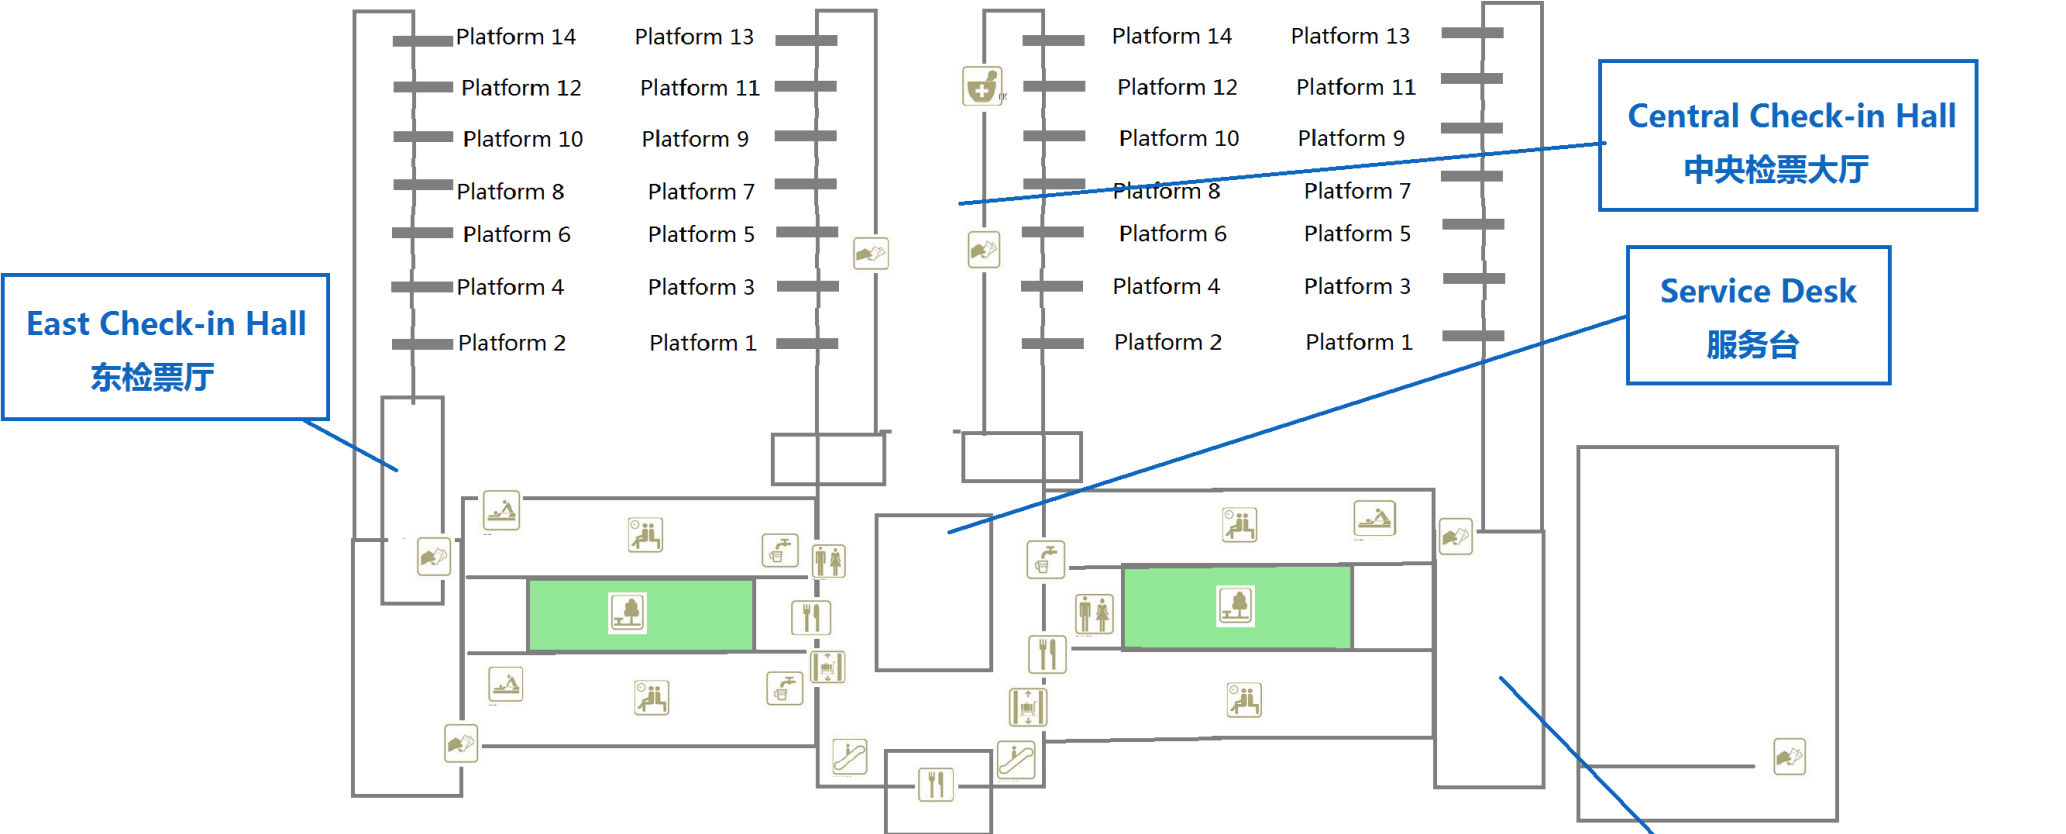 Platform 14 Platform 13 Platform 14 Platform 13
Platform 12 Platform 11 Platform 12 Platform 11
Platform 10 Platform 9 Platform 10 Platform 9
Platform 8 Platform 7 Platform 8 Platform 7
Platform 6 Platform 5 Platform 6 Platform 5
Platform 4 Platform 3 Platform 4 Platform 3
Platform 2 Platform 1 Platform 2 Platform 1
Central Check-in Hall
中央检票大厅
Service Desk
服务台
East Check-in Hall
东检票厅